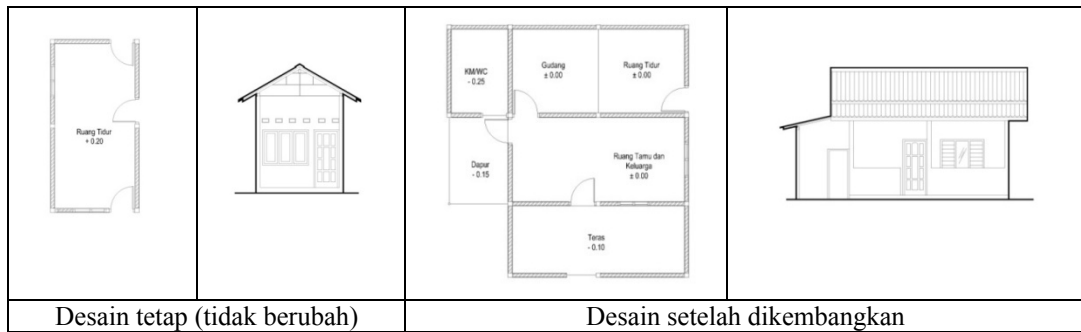 Ruang Tidur
+ 0.20
KM/WC
- 0.25
Gudang
± 0.00
Ruang Tidur
± 0.00
Dapur
- 0.15
Ruang Tamu dan
Keluarga
± 0.00
Teras
- 0.10
Desain tetap (tidak berubah)
Desain setelah dikembangkan